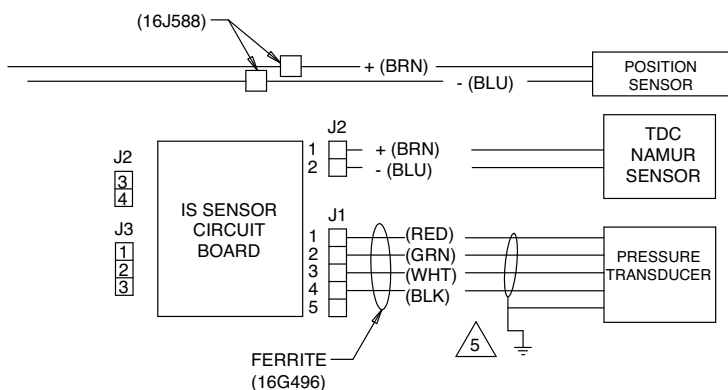 (16J588)
+ (BRN)
- (BLU)
POSITION
SENSOR
J2
3
4
J3
1
2
3
IS SENSOR
CIRCUIT
BOARD
J2
1
2
+ (BRN)
- (BLU)
TDC
NAMUR
SENSOR
J1
1
2
3
4
5
(RED)
(GRN)
(WHT)
(BLK)
PRESSURE
TRANSDUCER
5
FERRITE
(16G496)